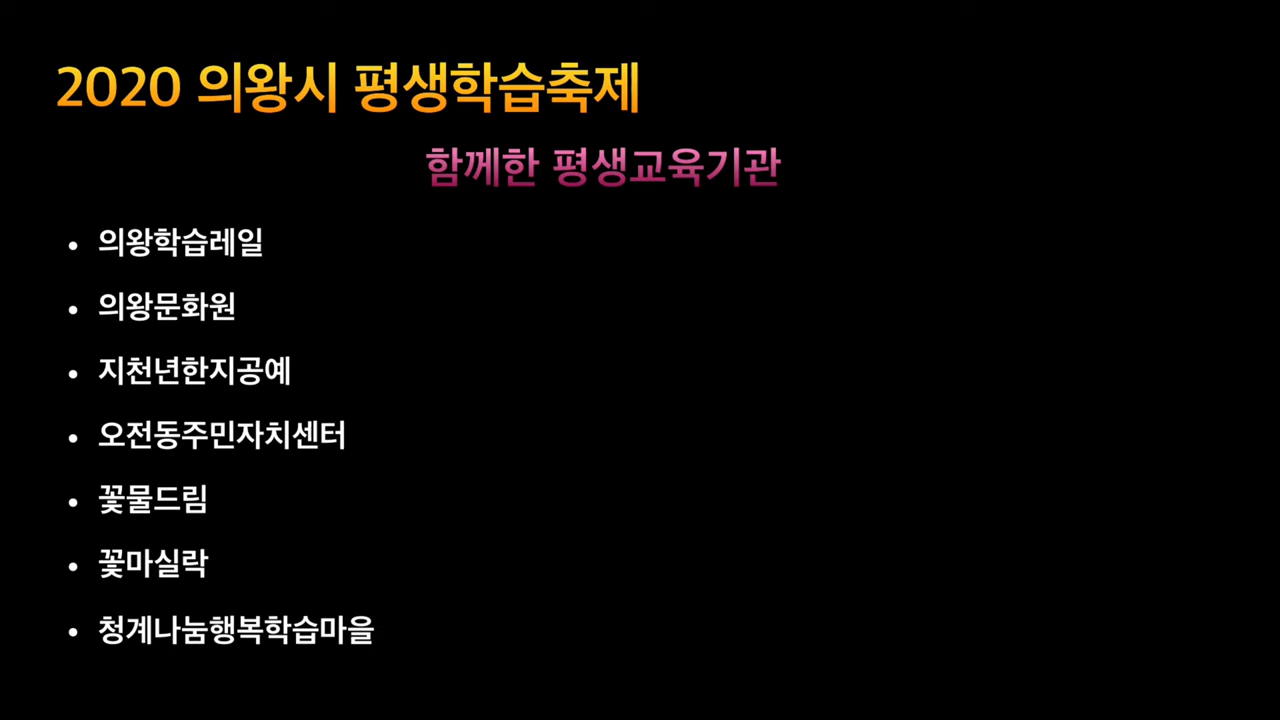 2020 의왕시 평생학습축제
함께한 평생교육기관
• 의왕학습레일
• 의왕문화원
• 지천년한지공예
• 오전동주민자치센터
• 꽃물드림
• 꽃마실락
• 청계나눔행복학습마을